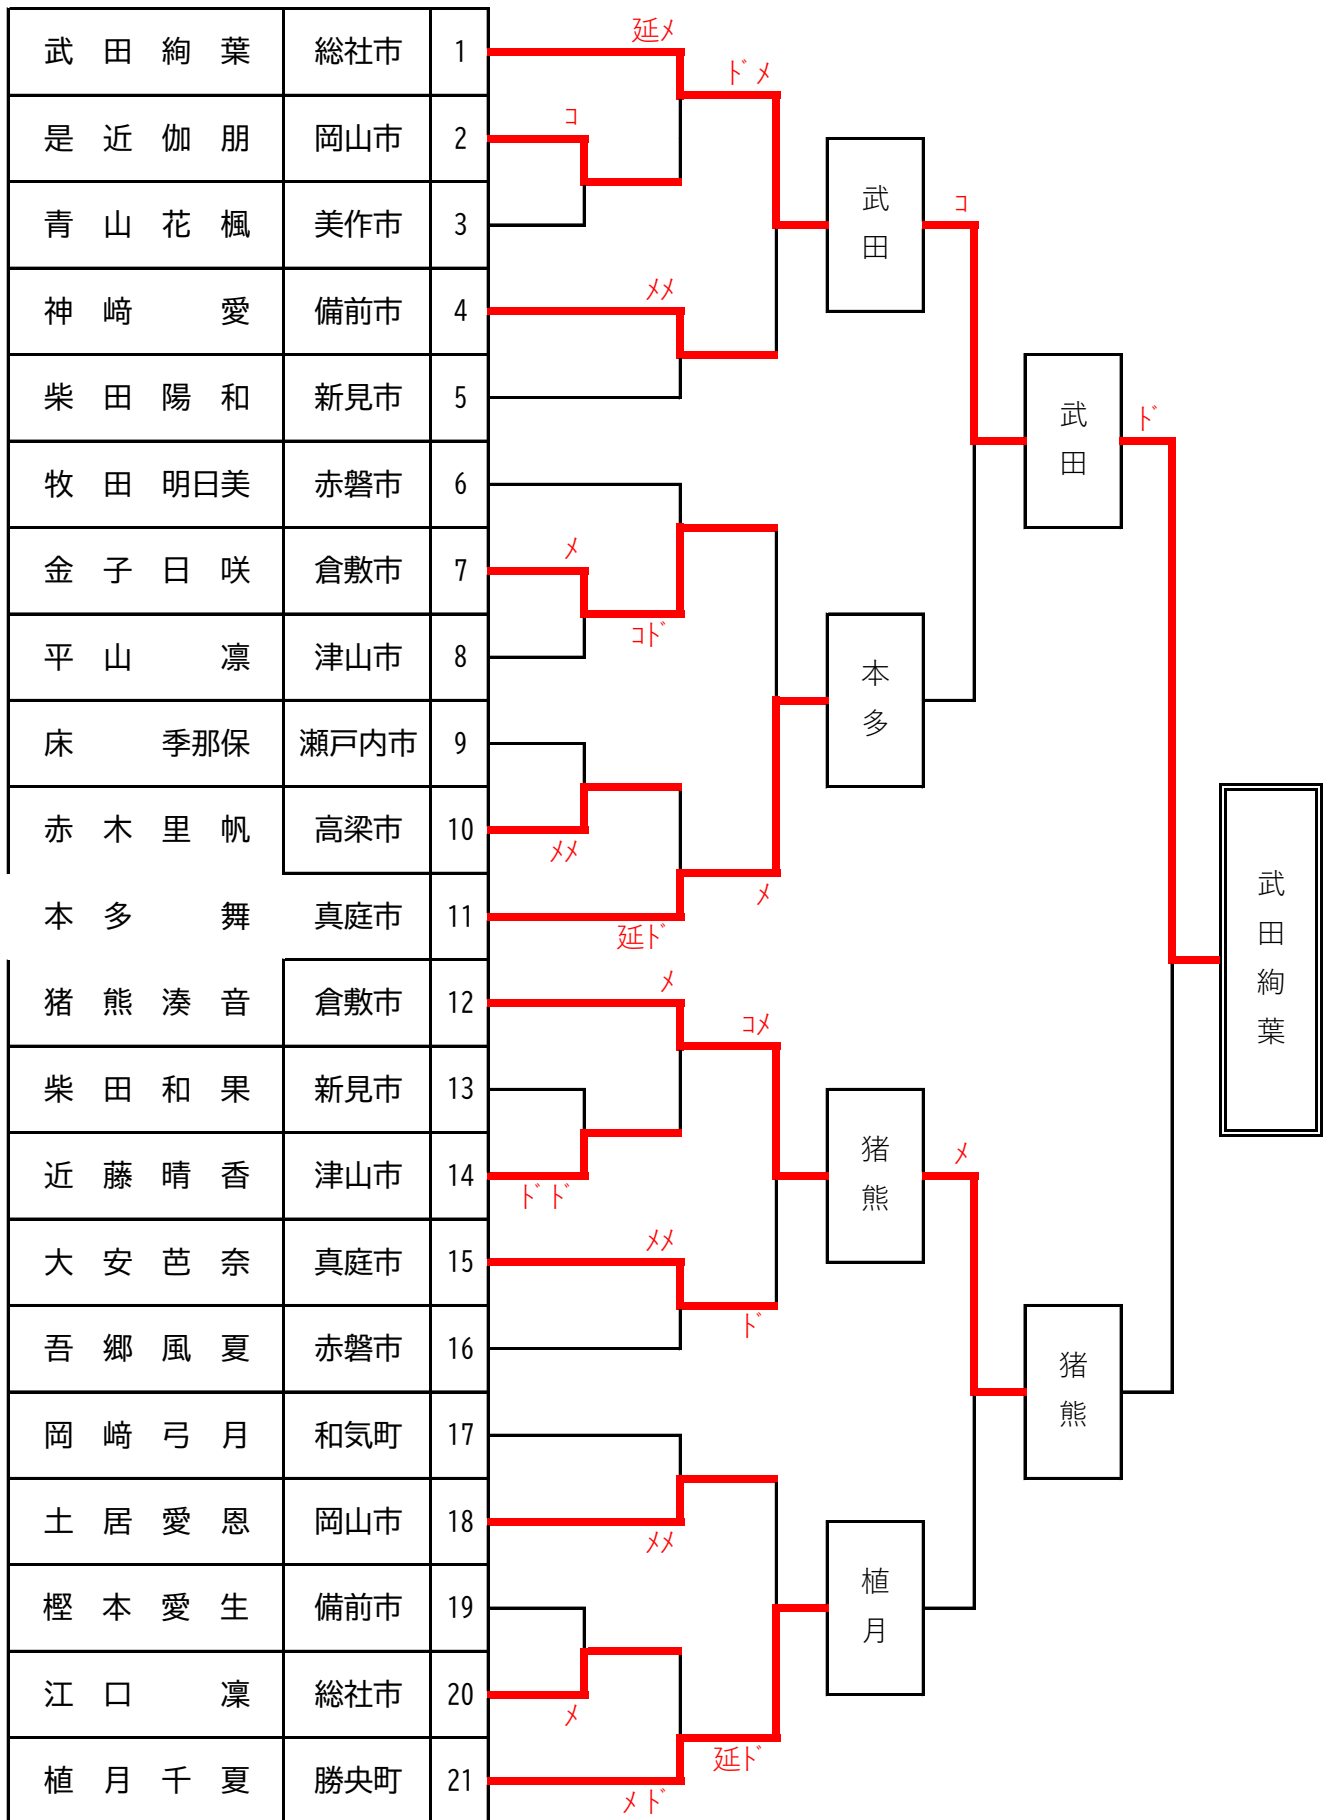 武田絢葉 総社市 1
是近伽朋 岡山市 2
青山花楓 美作市 3
神﨑愛 備前市 4
柴田陽和 新見市 5
牧田明日美 赤磐市 6
金子日咲 倉敷市 7
平山凛 津山市 8
床季那保 瀬戸内市 9
赤木里帆 高梁市 10
本多舞 真庭市 11
猪熊湊音 倉敷市 12
柴田和果 新見市 13
近藤晴香 津山市 14
大安芭奈 真庭市 15
吾郷風夏 赤磐市 16
岡﨑弓月 和気町 17
土居愛恩 岡山市 18
樫本愛生 備前市 19
江口凜 総社市 20
植月千夏 勝央町 21
延ﾒ
ｺ
ﾒﾒ
ﾒ
ｺﾄﾞ
ﾒﾒ
延ﾄﾞ
ﾒ
ﾄﾞﾄﾞ
ﾒﾒ
ﾒﾒ
ﾒ
ﾒﾄﾞ
ﾄﾞﾒ
ﾒ
ｺﾒ
ﾄﾞ
延ﾄﾞ
武田
本多
猪熊
植月
ｺ
ﾒ
武田
猪熊
ﾄﾞ
武田絢葉